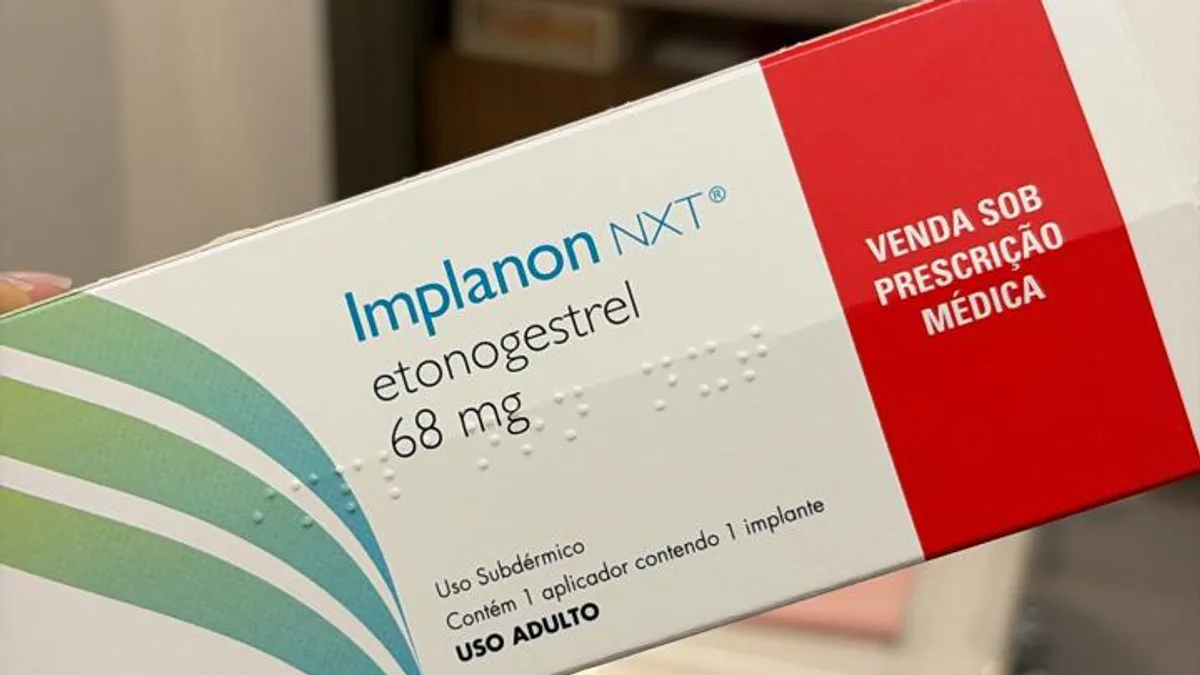 Implanon NXT®
etonogestrel
68 mg
Uso Subdérmico
Contém 1 aplicador contendo 1 implante
USO ADULTO
VENDA SOB
PRESCRIÇÃO
MÉDICA